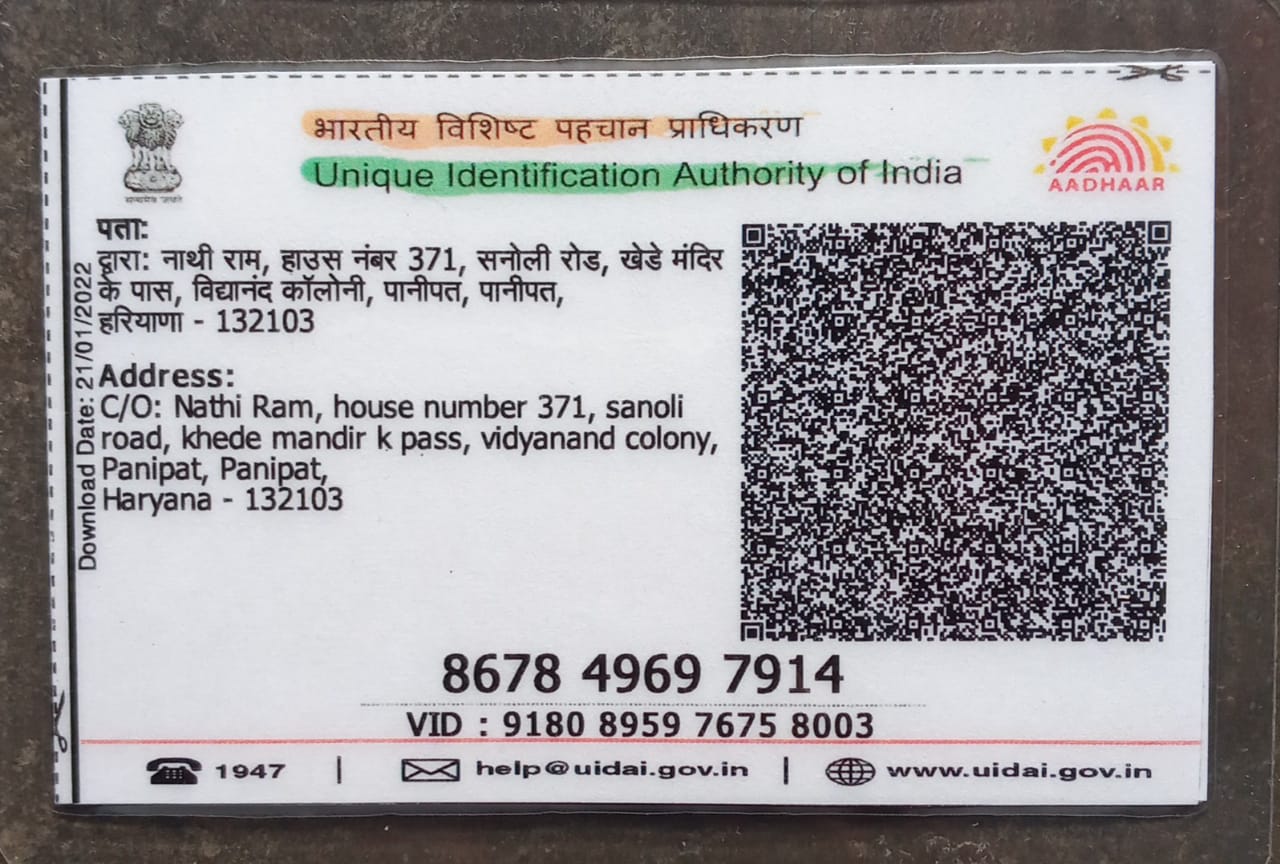 भारतीय विशिष्ट पहचान प्राधिकरण
Unique Identification Authority of India
सत्यमेव जयते
AADHAAR
पता:
द्वारा: नाथी राम, हाउस नंबर 371, सनोली रोड, खेडे मंदिर
के पास, विद्यानंद कॉलोनी, पानीपत, पानीपत,
हरियाणा - 132103
Download Date: 21/01/2022
Address:
C/O: Nathi Ram, house number 371, sanoli
road, khede mandir k pass, vidyanand colony,
Panipat, Panipat,
Haryana - 132103
8678 4969 7914
VID : 9180 8959 7675 8003
1947 | help@uidai.gov.in | www.uidai.gov.in